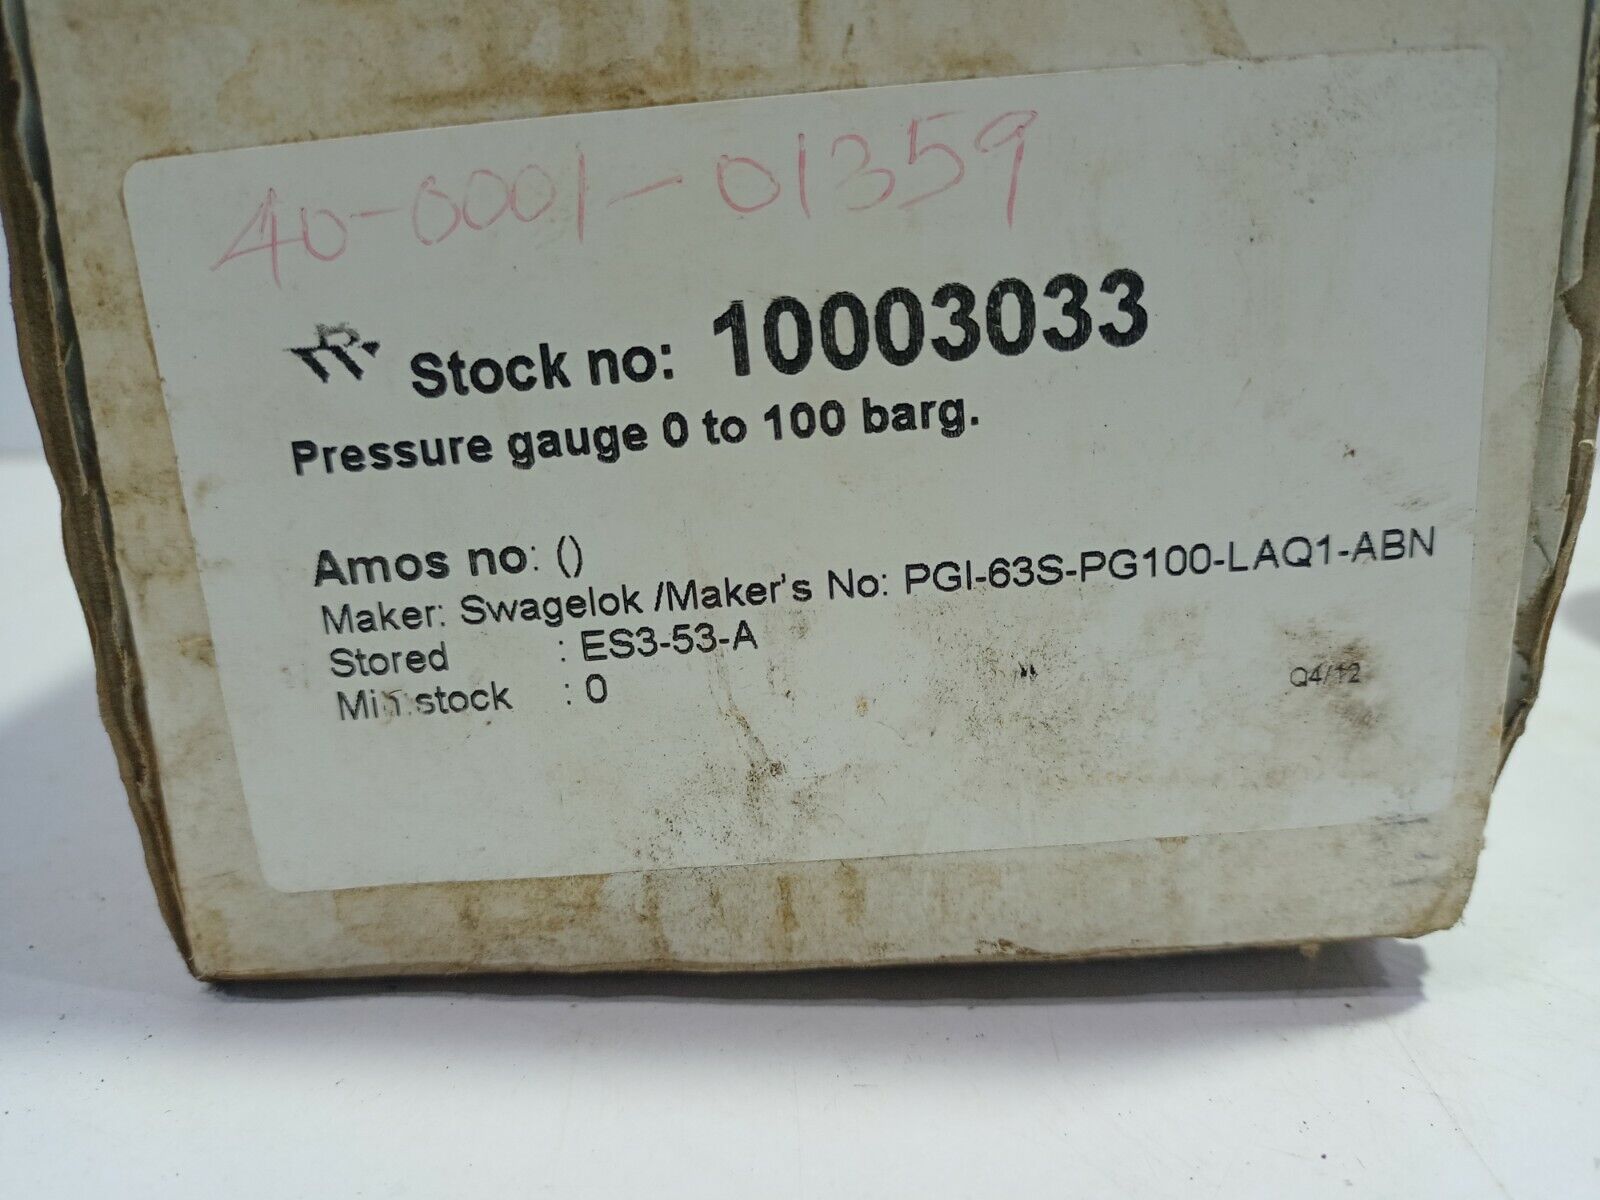 40-0001-01359
Stock no: 10003033
Pressure gauge 0 to 100 barg.
Amos no: ()
Maker: Swagelok /Maker's No: PGI-63S-PG100-LAQ1-ABN
Stored : ES3-53-A
Min.stock : 0
Q4/12